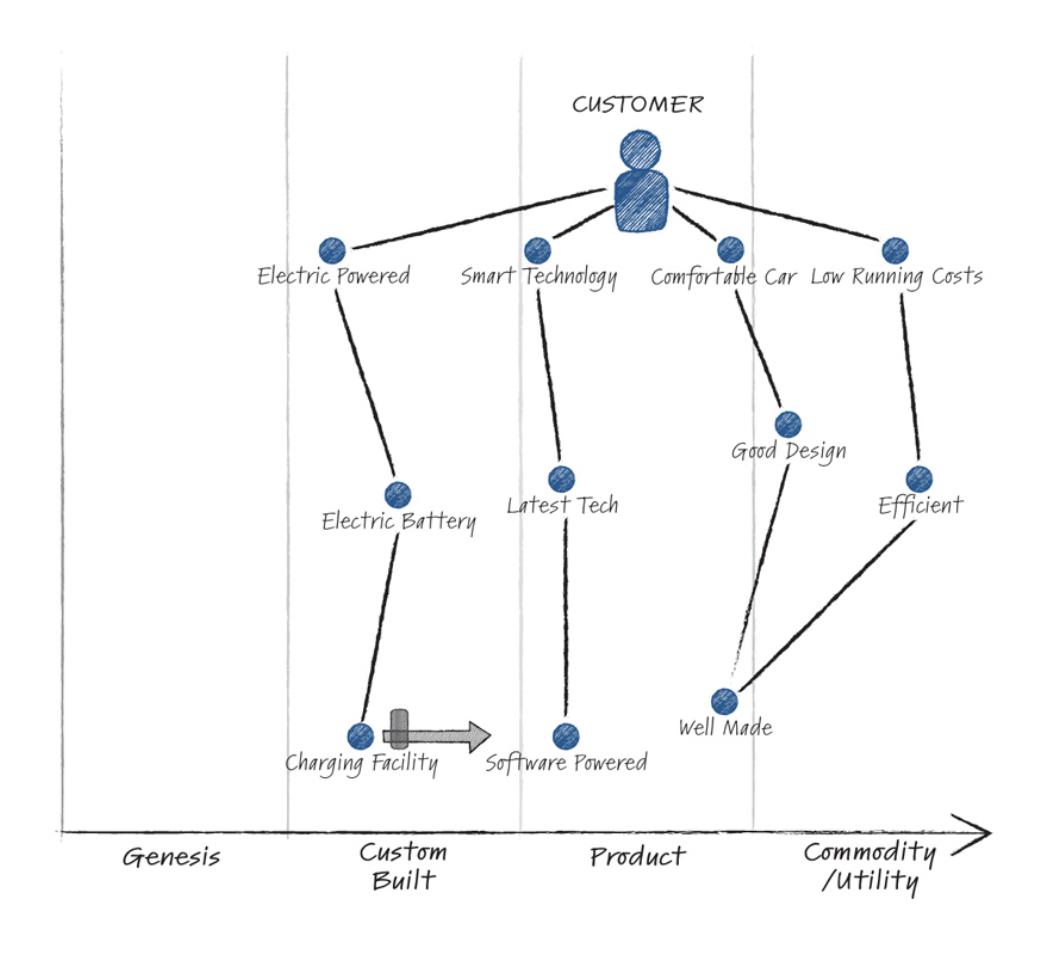 CUSTOMER
Electric Powered
Smart Technology
Comfortable Car
Low Running Costs
Good Design
Electric Battery
Latest Tech
Efficient
Well Made
Charging Facility
Software Powered
Genesis
Custom
Built
Product
Commodity
/Utility